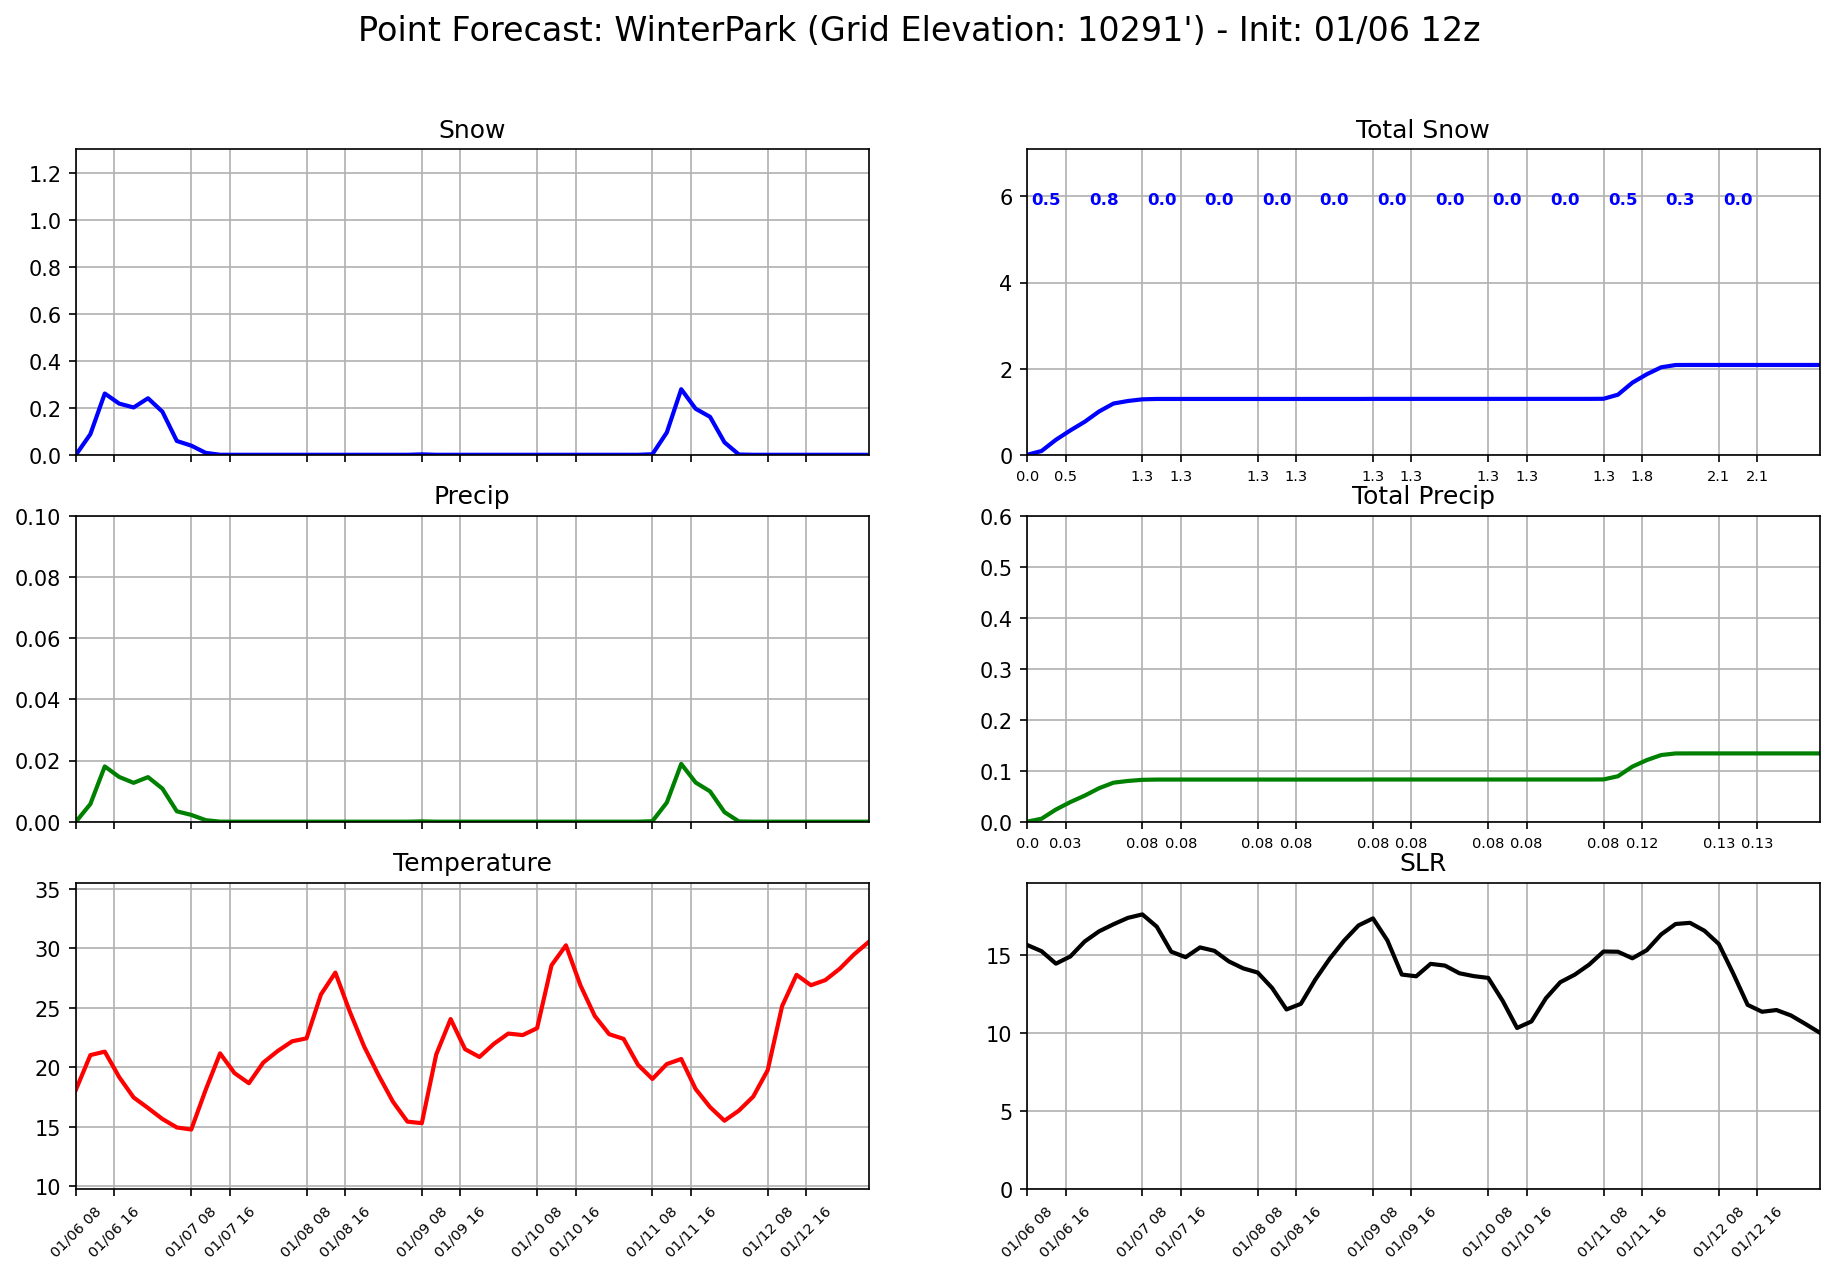 Point Forecast: WinterPark (Grid Elevation: 10291') - Init: 01/06 12z
Snow
1.2
1.0
0.8
0.6
0.4
0.2
0.0
Total Snow
6
4
2
0
0.5 0.8 0.0 0.0 0.0 0.0 0.0 0.0 0.0 0.0 0.5 0.3 0.0
0.0 0.5 1.3 1.3 1.3 1.3 1.3 1.3 1.3 1.3 1.3 1.8 2.1 2.1
Precip
0.10
0.08
0.06
0.04
0.02
0.00
Total Precip
0.6
0.5
0.4
0.3
0.2
0.1
0.0
0.0 0.03 0.08 0.08 0.08 0.08 0.08 0.08 0.08 0.08 0.08 0.12 0.13 0.13
Temperature
35
30
25
20
15
10
01/06 08 01/06 16 01/07 08 01/07 16 01/08 08 01/08 16 01/09 08 01/09 16 01/10 08 01/10 16 01/11 08 01/11 16 01/12 08 01/12 16
SLR
15
10
5
0
01/06 08 01/06 16 01/07 08 01/07 16 01/08 08 01/08 16 01/09 08 01/09 16 01/10 08 01/10 16 01/11 08 01/11 16 01/12 08 01/12 16